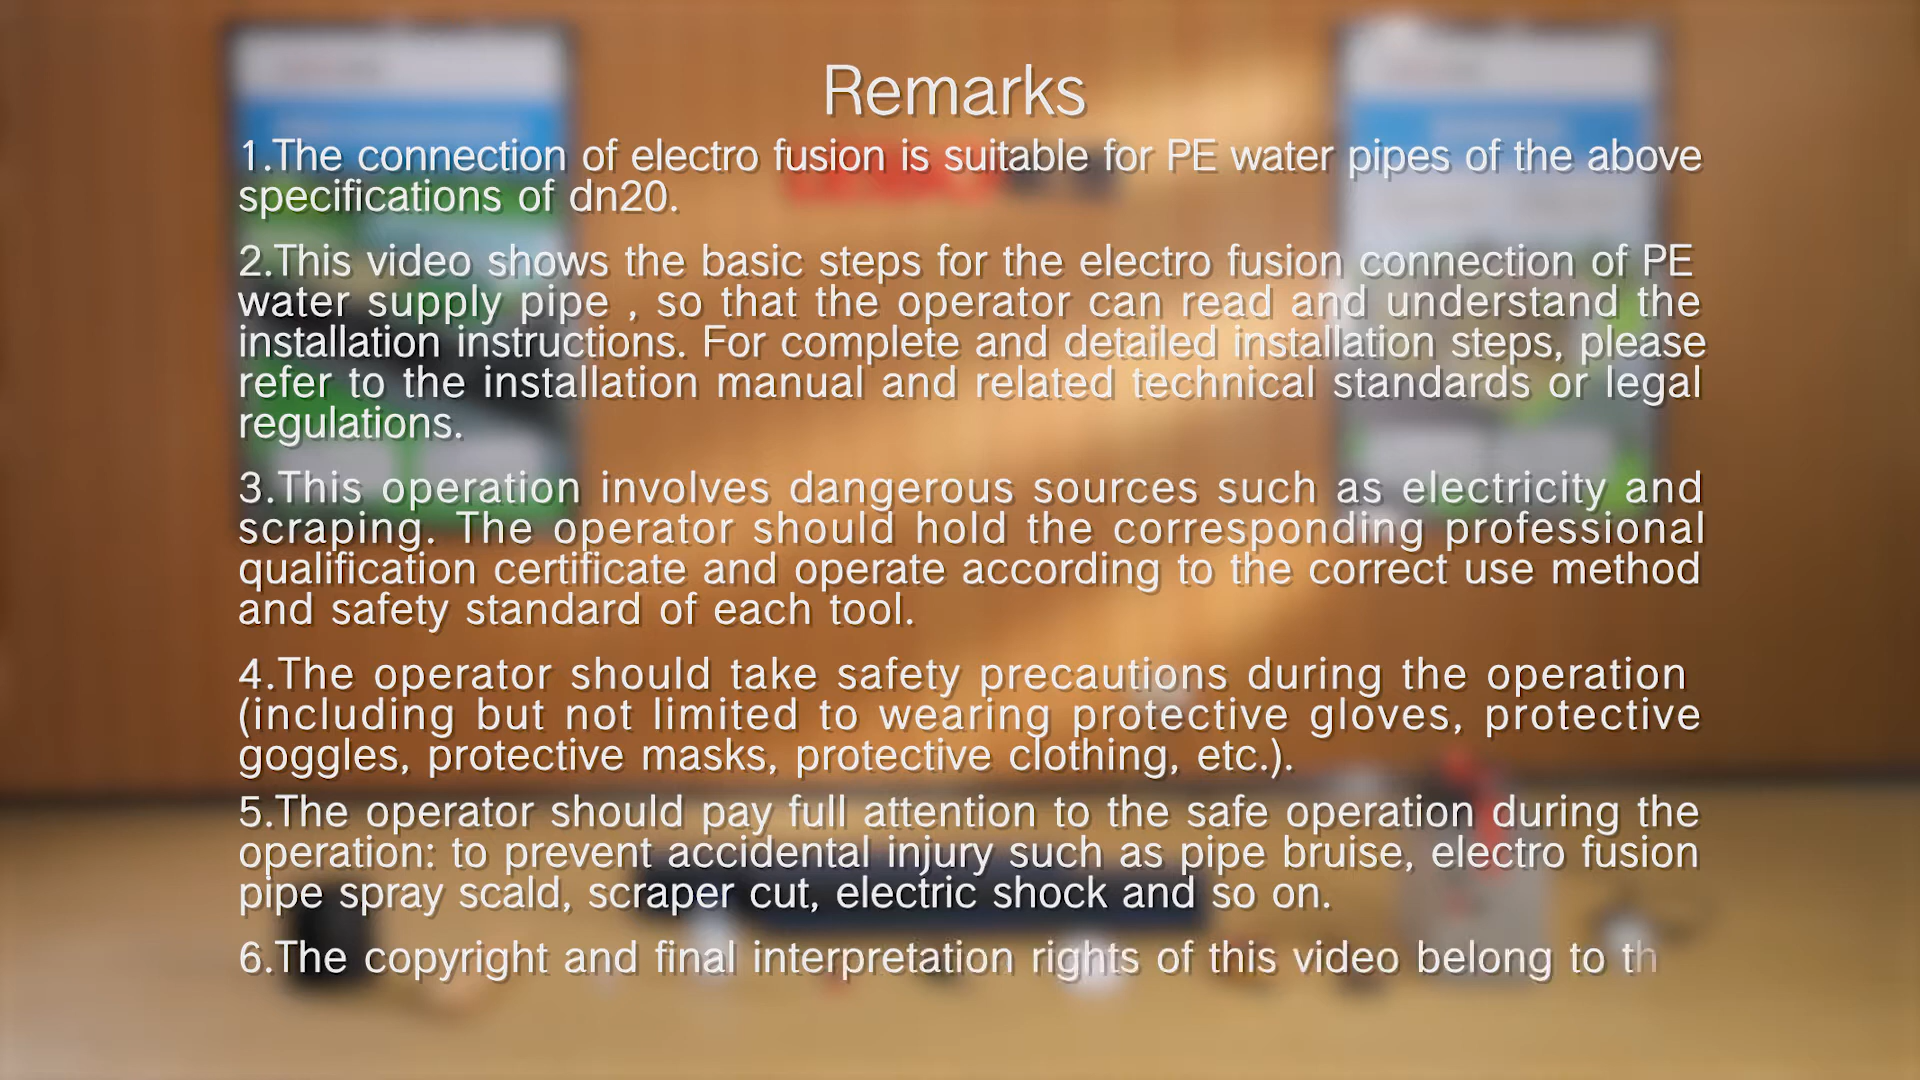 Remarks
1.The connection of electro fusion is suitable for PE water pipes of the above
specifications of dn20.
2.This video shows the basic steps for the electro fusion connection of PE
water supply pipe , so that the operator can read and understand the
installation instructions. For complete and detailed installation steps, please
refer to the installation manual and related technical standards or legal
regulations.
3.This operation involves dangerous sources such as electricity and
scraping. The operator should hold the corresponding professional
qualification certificate and operate according to the correct use method
and safety standard of each tool.
4.The operator should take safety precautions during the operation
(including but not limited to wearing protective gloves, protective
goggles, protective masks, protective clothing, etc.).
5.The operator should pay full attention to the safe operation during the
operation: to prevent accidental injury such as pipe bruise, electro fusion
pipe spray scald, scraper cut, electric shock and so on.
6.The copyright and final interpretation rights of this video belong to th